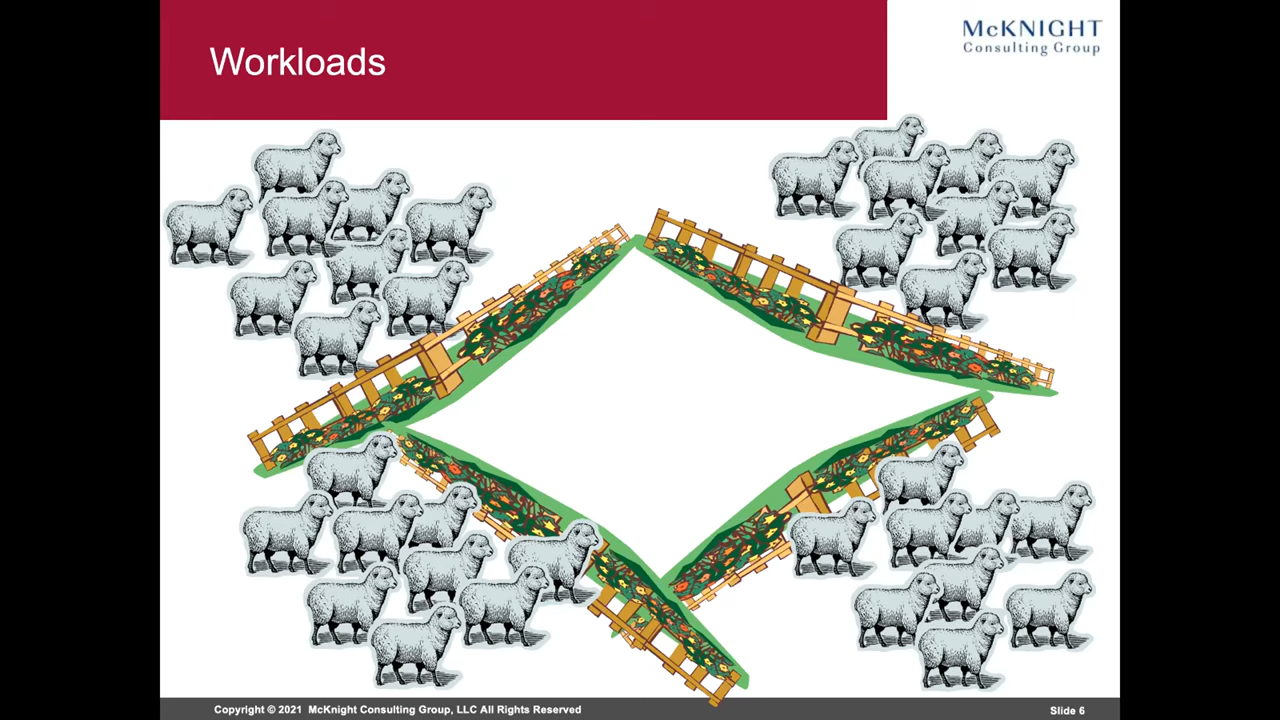 Workloads
McKNIGHT
Consulting Group
Copyright © 2021 McKnight Consulting Group, LLC All Rights Reserved
Slide 6